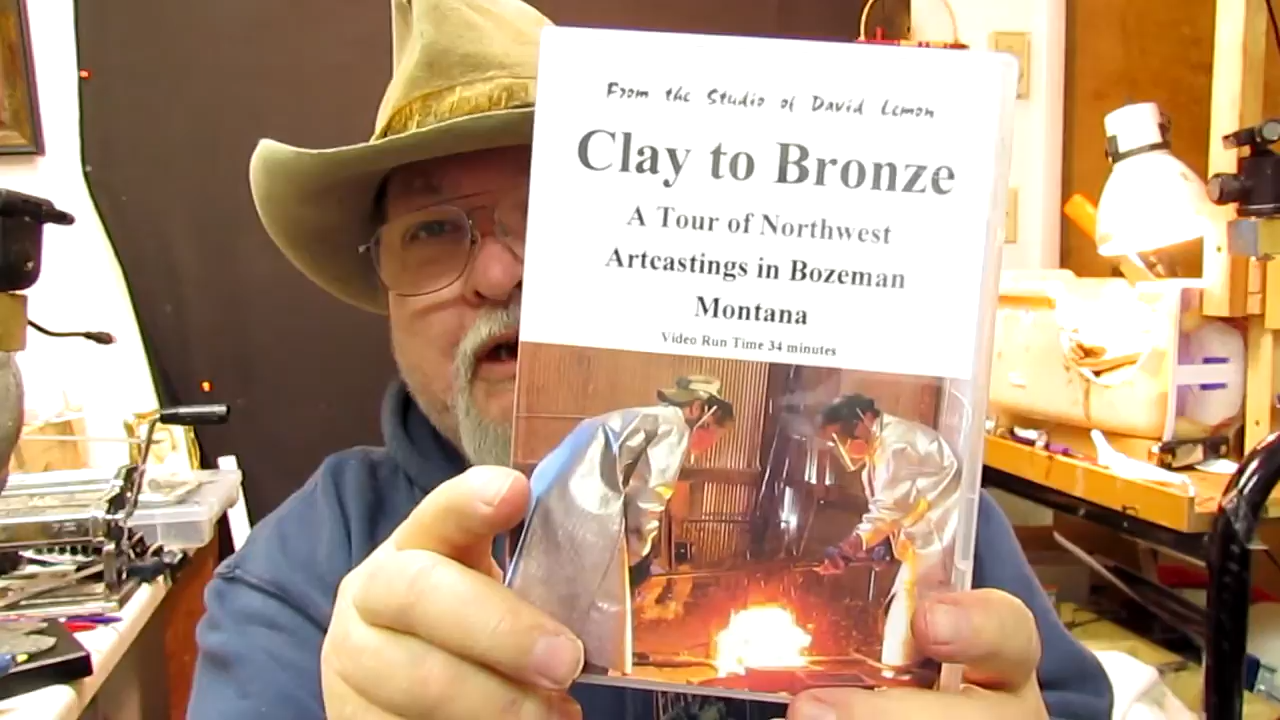 From the Studio of David Lemon
Clay to Bronze
A Tour of Northwest
Artcastings in Bozeman
Montana
Video Run Time 34 minutes